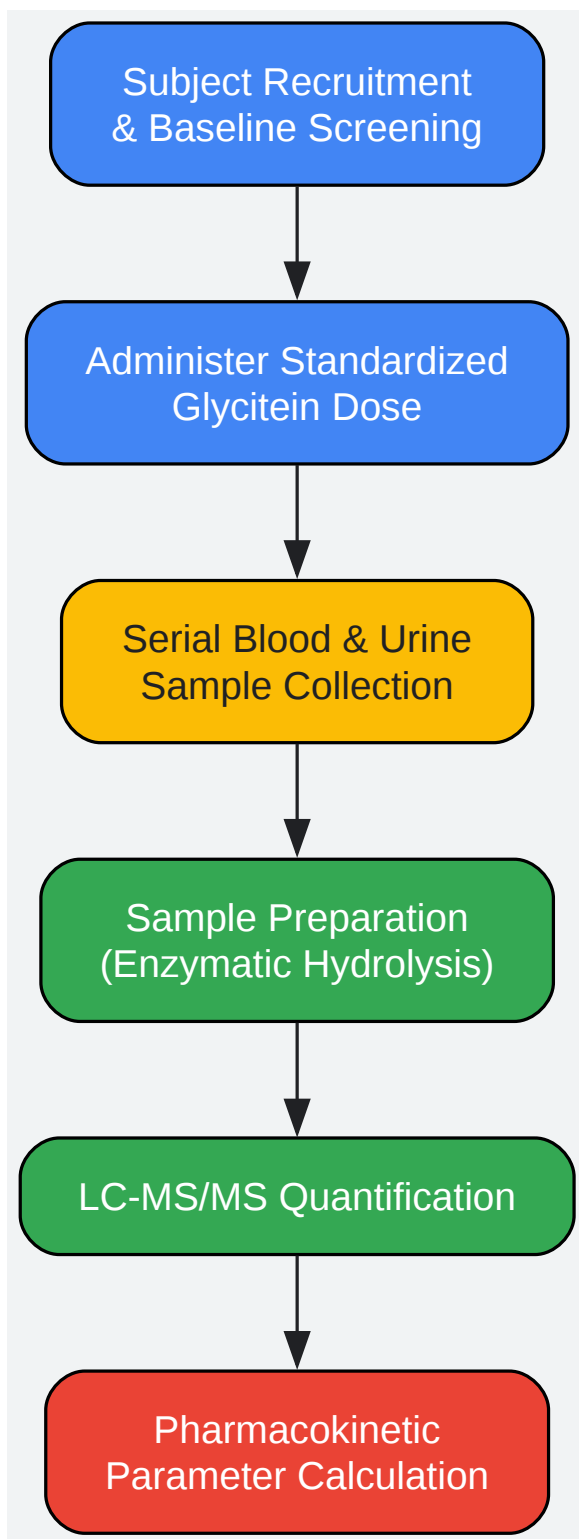 Subject Recruitment
& Baseline Screening
Administer Standardized
Glycitein Dose
Serial Blood & Urine
Sample Collection
Sample Preparation
(Enzymatic Hydrolysis)
LC-MS/MS Quantification
Pharmacokinetic
Parameter Calculation